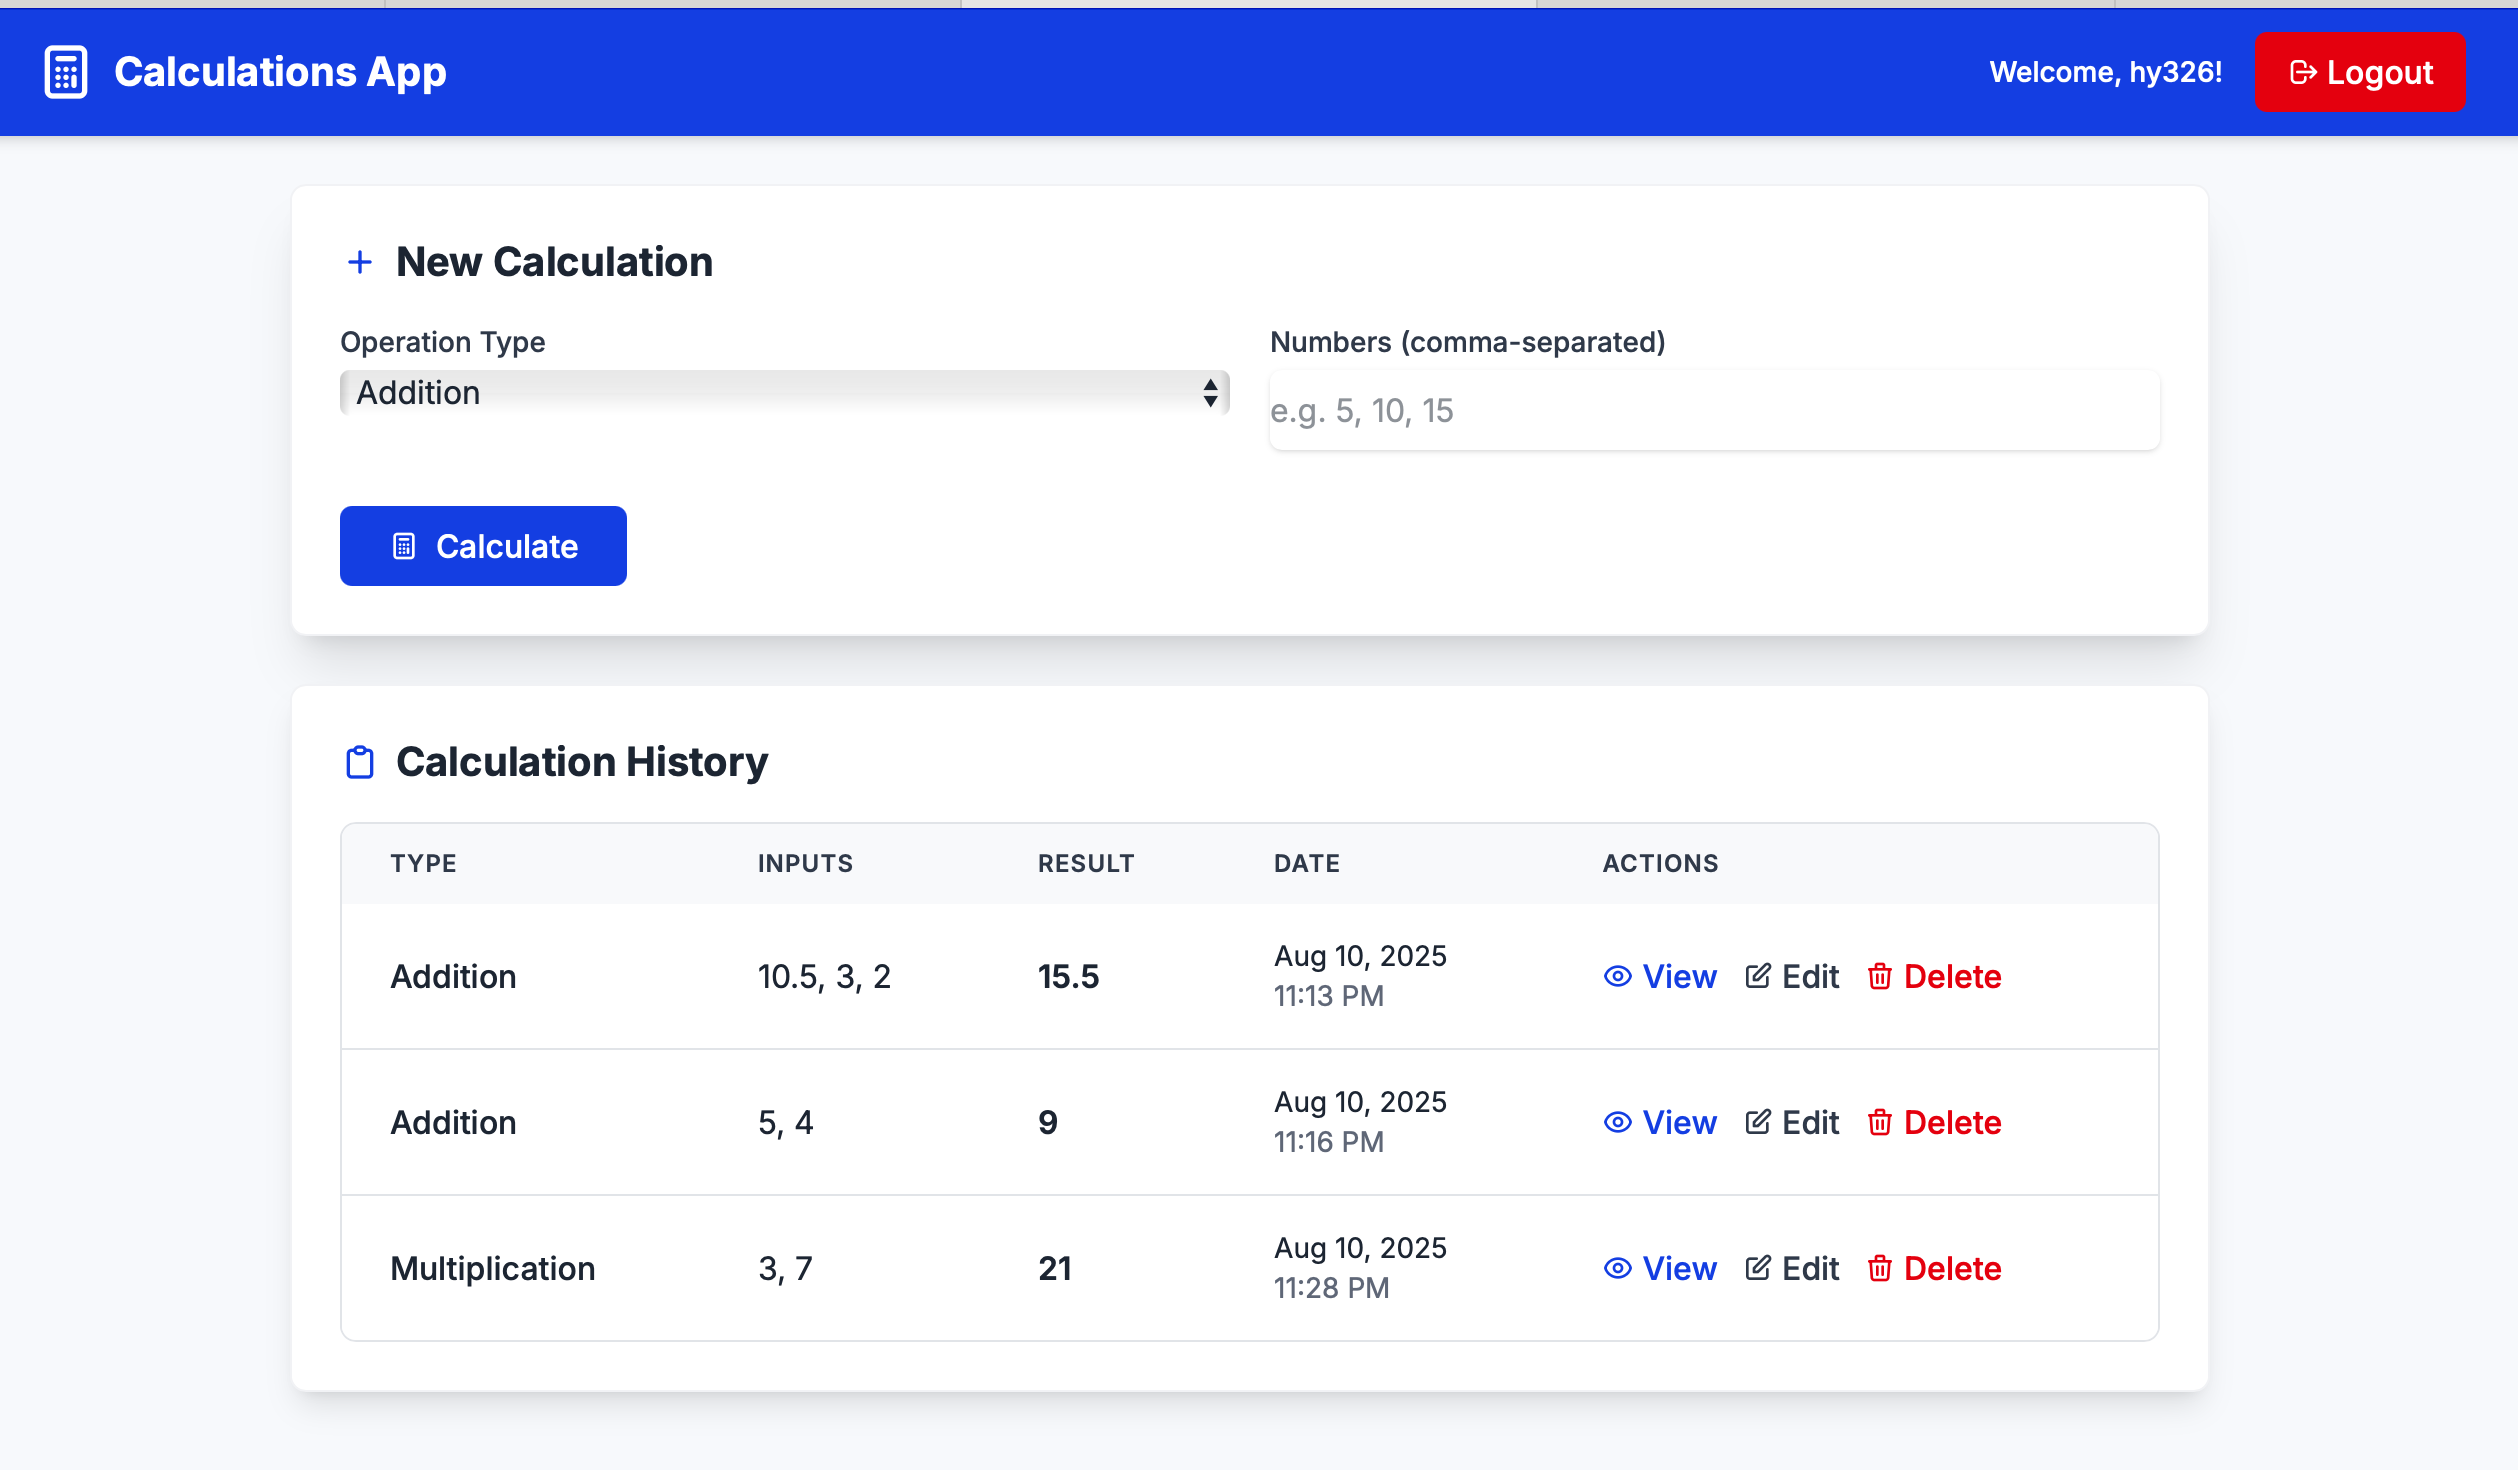 Calculations App
Welcome, hy326!
Logout
New Calculation
Operation Type
Numbers (comma-separated)
Addition
e.g. 5, 10, 15
Calculate
Calculation History
TYPE INPUTS RESULT DATE ACTIONS
Addition 10.5, 3, 2 15.5 Aug 10, 2025 11:13 PM View Edit Delete
Addition 5, 4 9 Aug 10, 2025 11:16 PM View Edit Delete
Multiplication 3, 7 21 Aug 10, 2025 11:28 PM View Edit Delete